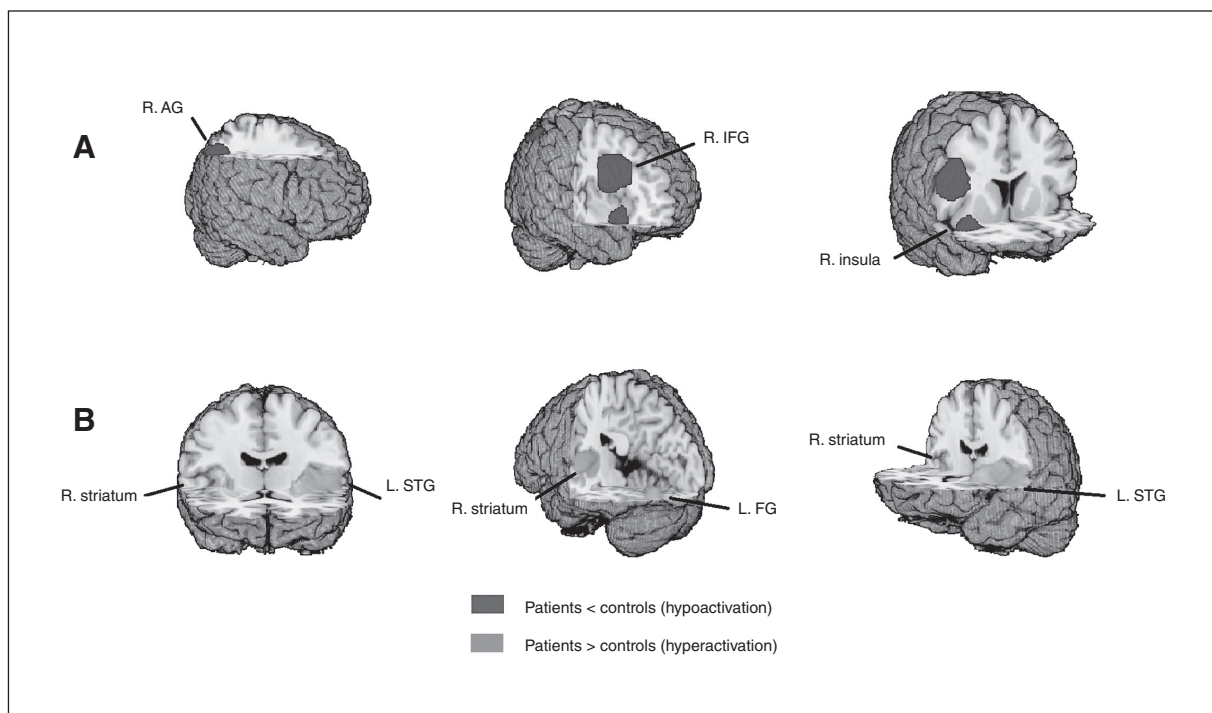 A
R. AG
R. IFG
R. insula
B
R. striatum
L. STG
R. striatum
L. FG
R. striatum
L. STG
Patients < controls (hypoactivation)
Patients > controls (hyperactivation)